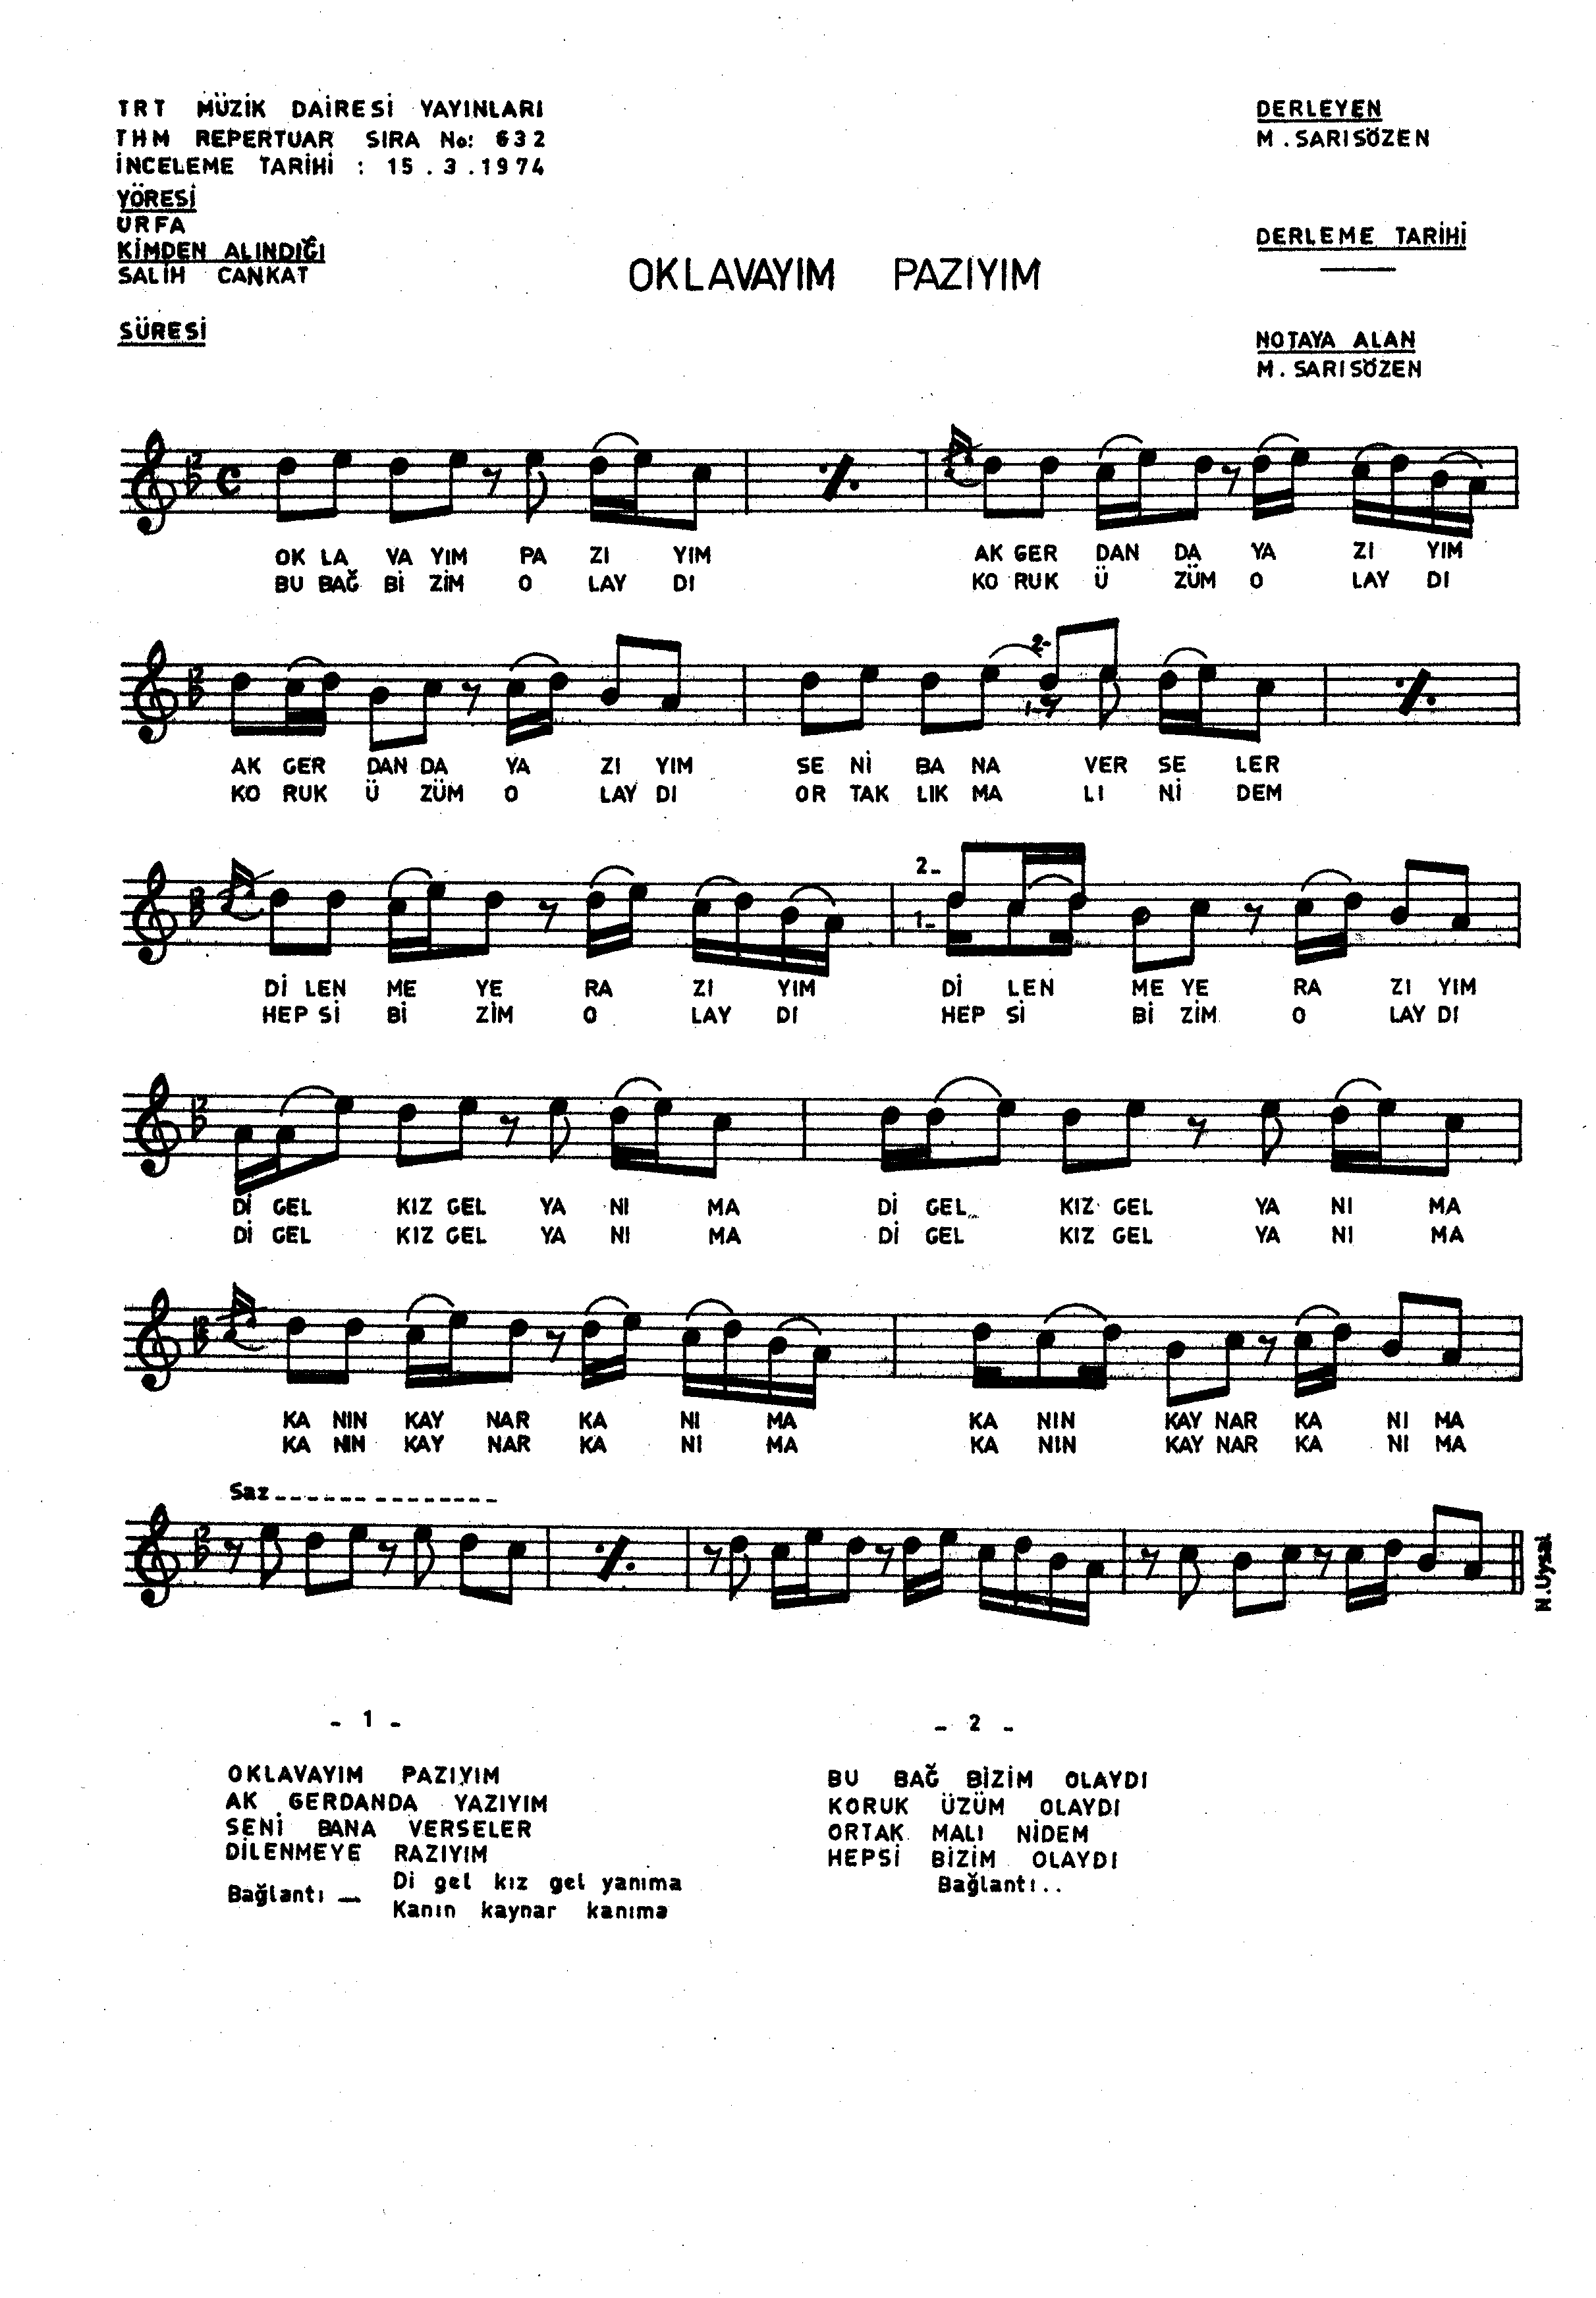 TRT MÜZİK DAİRESİ YAYINLARI
THM REPERTUAR SIRA No: 632
İNCELEME TARİHİ : 15.3.1974
YÖRESİ
URFA
KİMDEN ALINDIĞI
SALİH CANKAT
SÜRESİ
DERLEYEN
M. SARISÖZEN
DERLEME TARİHİ
NOTAYA ALAN
M. SARISÖZEN
OKLAVAYIM PAZIYIM
OK LA VA YIM PA ZI YIM AK GER DAN DA YA ZI YIM
BU BAĞ Bİ ZİM O LAY DI KO RUK Ü ZÜM O LAY DI
2-
1-
AK GER DAN DA YA ZI YIM SE Nİ BA NA VER SE LER
KO RUK Ü ZÜM O LAY DI OR TAK LIK MA LI Nİ DEM
2-
1-
Dİ LEN ME YE RA ZI YIM Dİ LEN ME YE RA ZI YIM
HEP Sİ Bİ ZİM O LAY DI HEP Sİ Bİ ZİM O LAY DI
Dİ GEL KIZ GEL YA NI MA Dİ GEL KIZ GEL YA NI MA
Dİ GEL KIZ GEL YA NI MA Dİ GEL KIZ GEL YA NI MA
KA NIN KAY NAR KA NI MA KA NIN KAY NAR KA NI MA
KA NIN KAY NAR KA NI MA KA NIN KAY NAR KA NI MA
Saz
N.Uysal
- 1 -
OKLAVAYIM PAZIYIM
AK GERDANDA YAZIYIM
SENİ BANA VERSELER
DİLENMEYE RAZIYIM
Bağlantı — Di gel kız gel yanıma
Kanın kaynar kanıma
- 2 -
BU BAĞ BİZİM OLAYDI
KORUK ÜZÜM OLAYDI
ORTAK MALI NİDEM
HEPSİ BİZİM OLAYDI
Bağlantı..